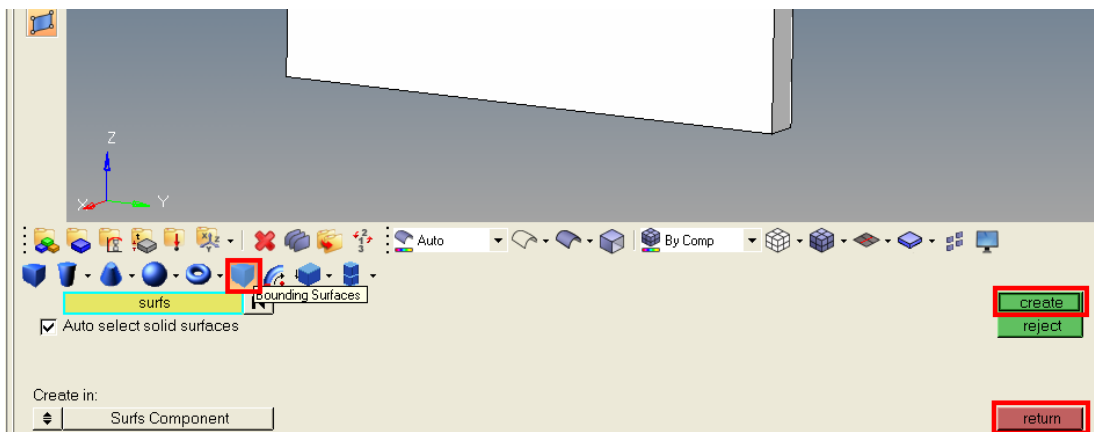 Z
X
Y
Auto
By Comp
Bounding Surfaces
surfs
create
Auto select solid surfaces
reject
Create in:
Surfs Component
return